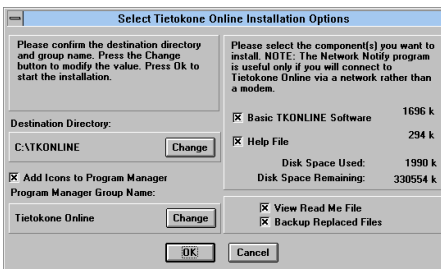 Select Tietokone Online Installation Options
Please confirm the destination directory
and group name. Press the Change
button to modify the value. Press Ok to
start the installation.
Destination Directory:
C:\TKONLINE
Change
Add Icons to Program Manager
Program Manager Group Name:
Tietokone Online
Change
Please select the component(s) you want to
install. NOTE: The Network Notify program
is useful only if you will connect to
Tietokone Online via a network rather than
a modem.
Basic TKONLINE Software 1696 k
Help File 294 k
Disk Space Used: 1990 k
Disk Space Remaining: 330554 k
View Read Me File
Backup Replaced Files
OK
Cancel